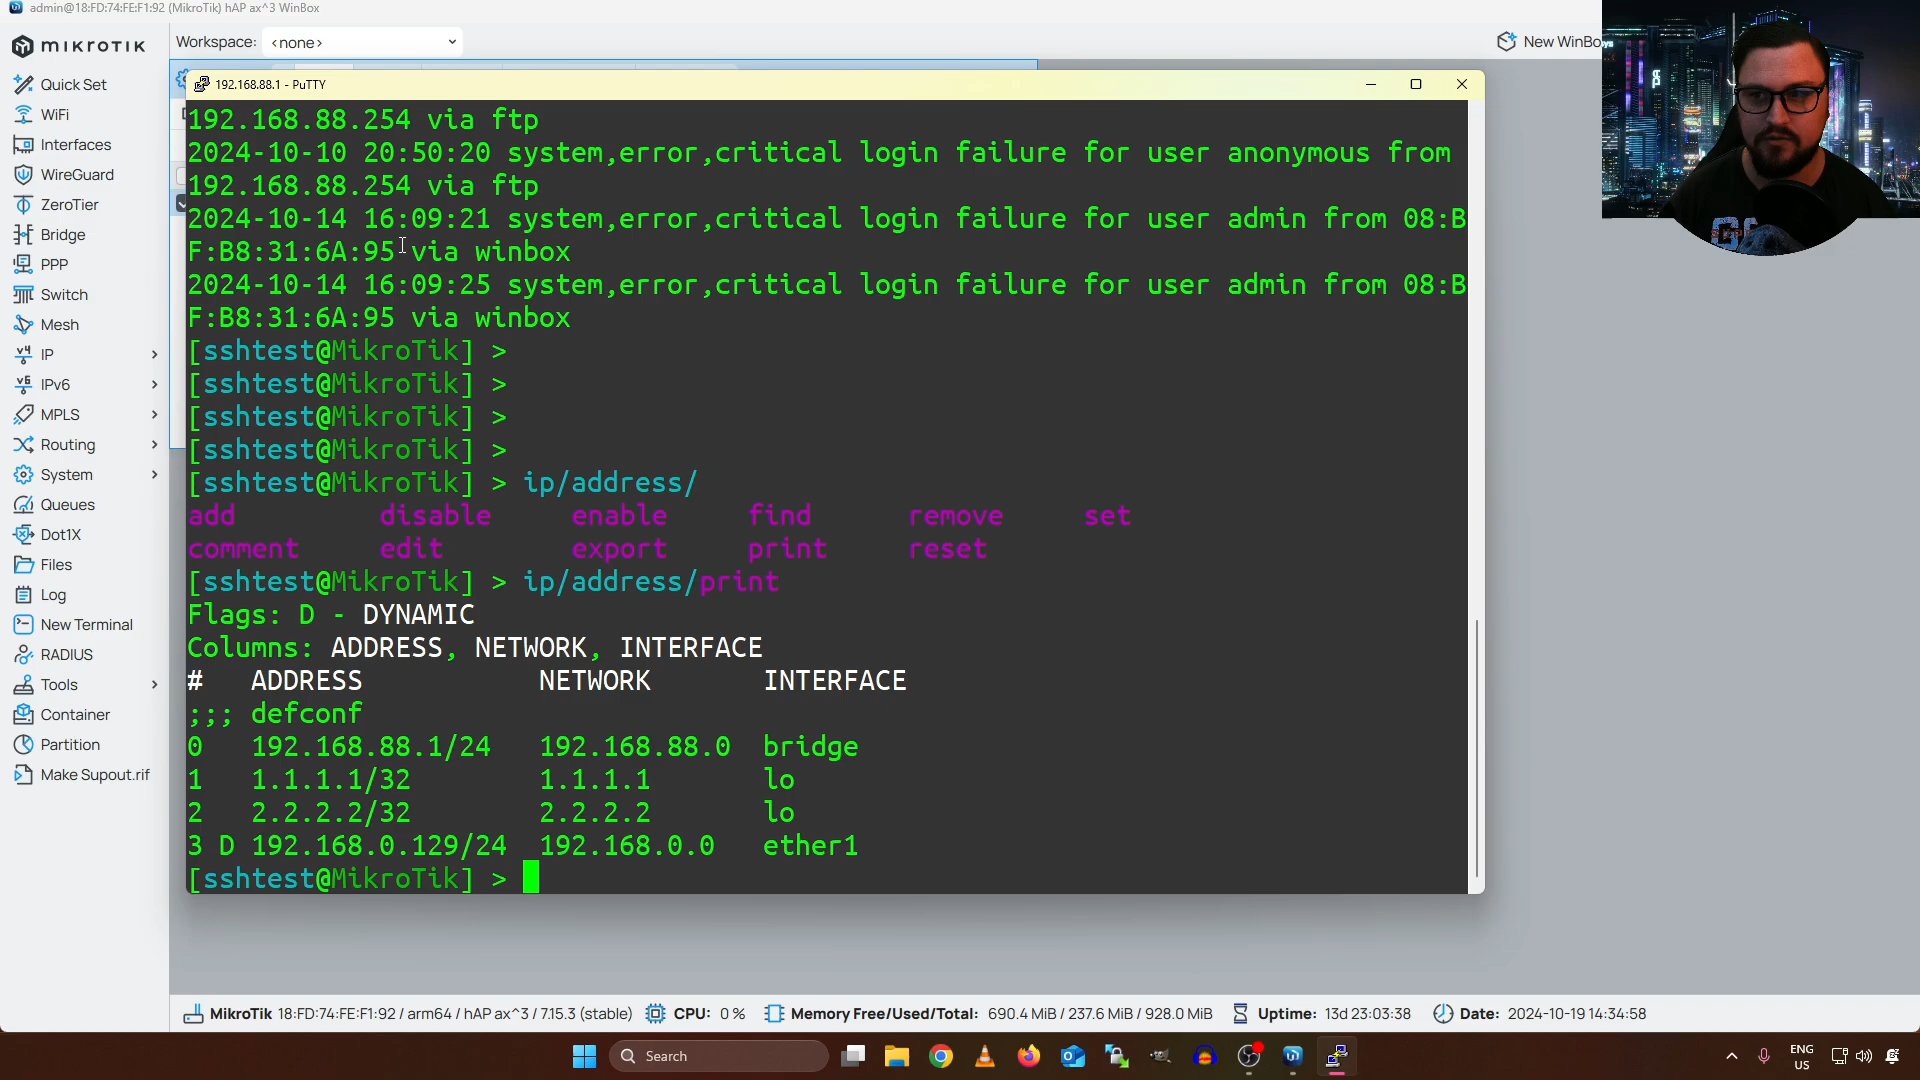 admin@18:FD:74:FE:F1:92 (MikroTik) hAP ax^3 WinBox
MIKROTIK
Workspace: <none>
New WinBo
Quick Set
WiFi
Interfaces
WireGuard
ZeroTier
Bridge
PPP
Switch
Mesh
IP
IPv6
MPLS
Routing
System
Queues
Dot1X
Files
Log
New Terminal
RADIUS
Tools
Container
Partition
Make Supout.rif
192.168.88.1 - PuTTY
192.168.88.254 via ftp
2024-10-10 20:50:20 system,error,critical login failure for user anonymous from
192.168.88.254 via ftp
2024-10-14 16:09:21 system,error,critical login failure for user admin from 08:B
F:B8:31:6A:95 via winbox
2024-10-14 16:09:25 system,error,critical login failure for user admin from 08:B
F:B8:31:6A:95 via winbox
[sshtest@MikroTik] >
[sshtest@MikroTik] >
[sshtest@MikroTik] >
[sshtest@MikroTik] >
[sshtest@MikroTik] > ip/address/
add disable enable find remove set
comment edit export print reset
[sshtest@MikroTik] > ip/address/print
Flags: D - DYNAMIC
Columns: ADDRESS, NETWORK, INTERFACE
# ADDRESS NETWORK INTERFACE
;;; defconf
0 192.168.88.1/24 192.168.88.0 bridge
1 1.1.1.1/32 1.1.1.1 lo
2 2.2.2.2/32 2.2.2.2 lo
3 D 192.168.0.129/24 192.168.0.0 ether1
[sshtest@MikroTik] >
MikroTik 18:FD:74:FE:F1:92 / arm64 / hAP ax^3 / 7.15.3 (stable) CPU: 0 % Memory Free/Used/Total: 690.4 MiB / 237.6 MiB / 928.0 MiB Uptime: 13d 23:03:38 Date: 2024-10-19 14:34:58
Search
ENG
US